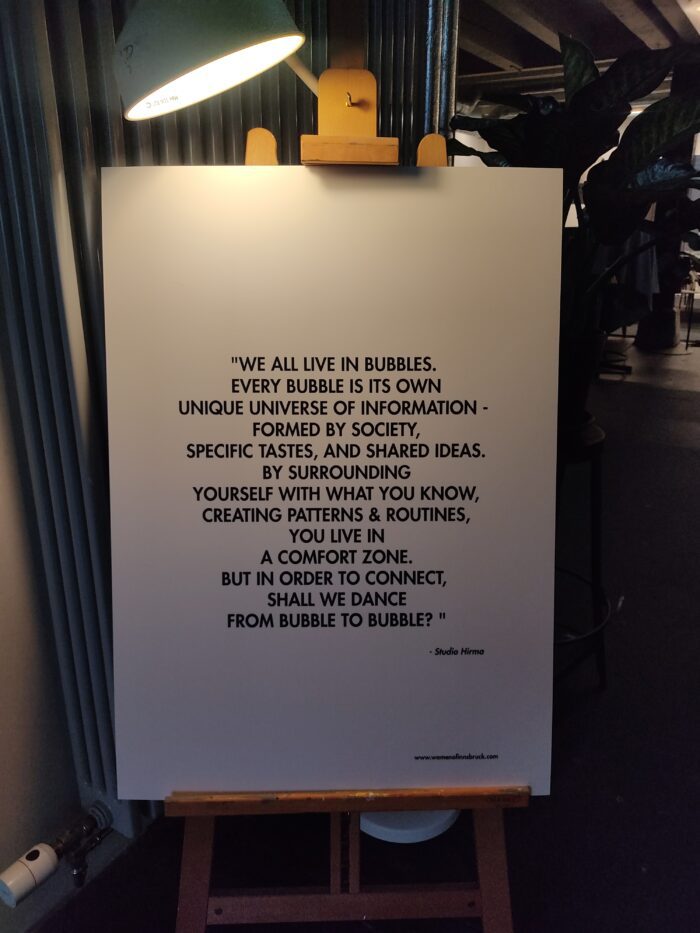 "WE ALL LIVE IN BUBBLES.
EVERY BUBBLE IS ITS OWN
UNIQUE UNIVERSE OF INFORMATION -
FORMED BY SOCIETY,
SPECIFIC TASTES, AND SHARED IDEAS.
BY SURROUNDING
YOURSELF WITH WHAT YOU KNOW,
CREATING PATTERNS & ROUTINES,
YOU LIVE IN
A COMFORT ZONE.
BUT IN ORDER TO CONNECT,
SHALL WE DANCE
FROM BUBBLE TO BUBBLE? "
- Studio Hirma
www.womenofinnsbruck.com